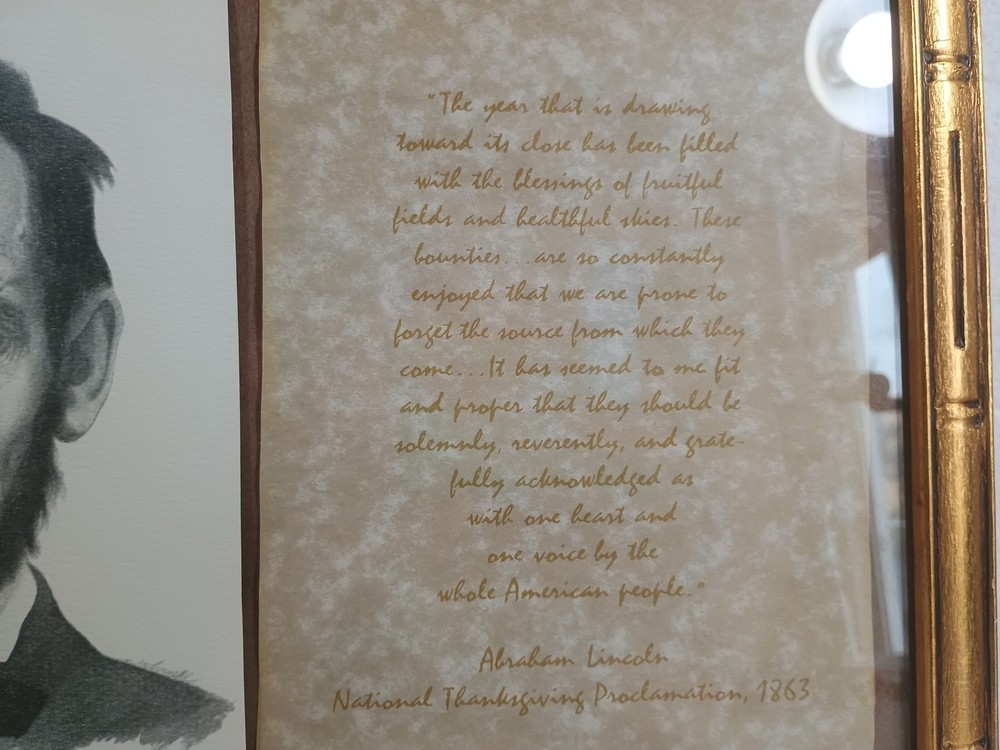 "The year that is drawing
toward its close has been filled
with the blessings of fruitful
fields and healthful skies. These
bounties. . .are so constantly
enjoyed that we are prone to
forget the source from which they
come. . .It has seemed to me fit
and proper that they should be
solemnly, reverently, and grate-
fully acknowledged as
with one heart and
one voice by the
whole American people."
Abraham Lincoln
National Thanksgiving Proclamation, 1863